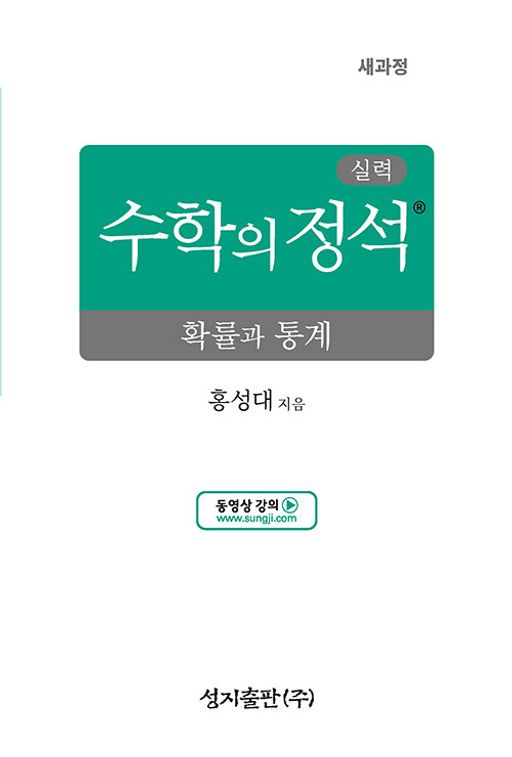 새과정
실력
수학의 정석®
확률과 통계
홍성대 지음
동영상 강의
www.sungji.com
성지출판(주)